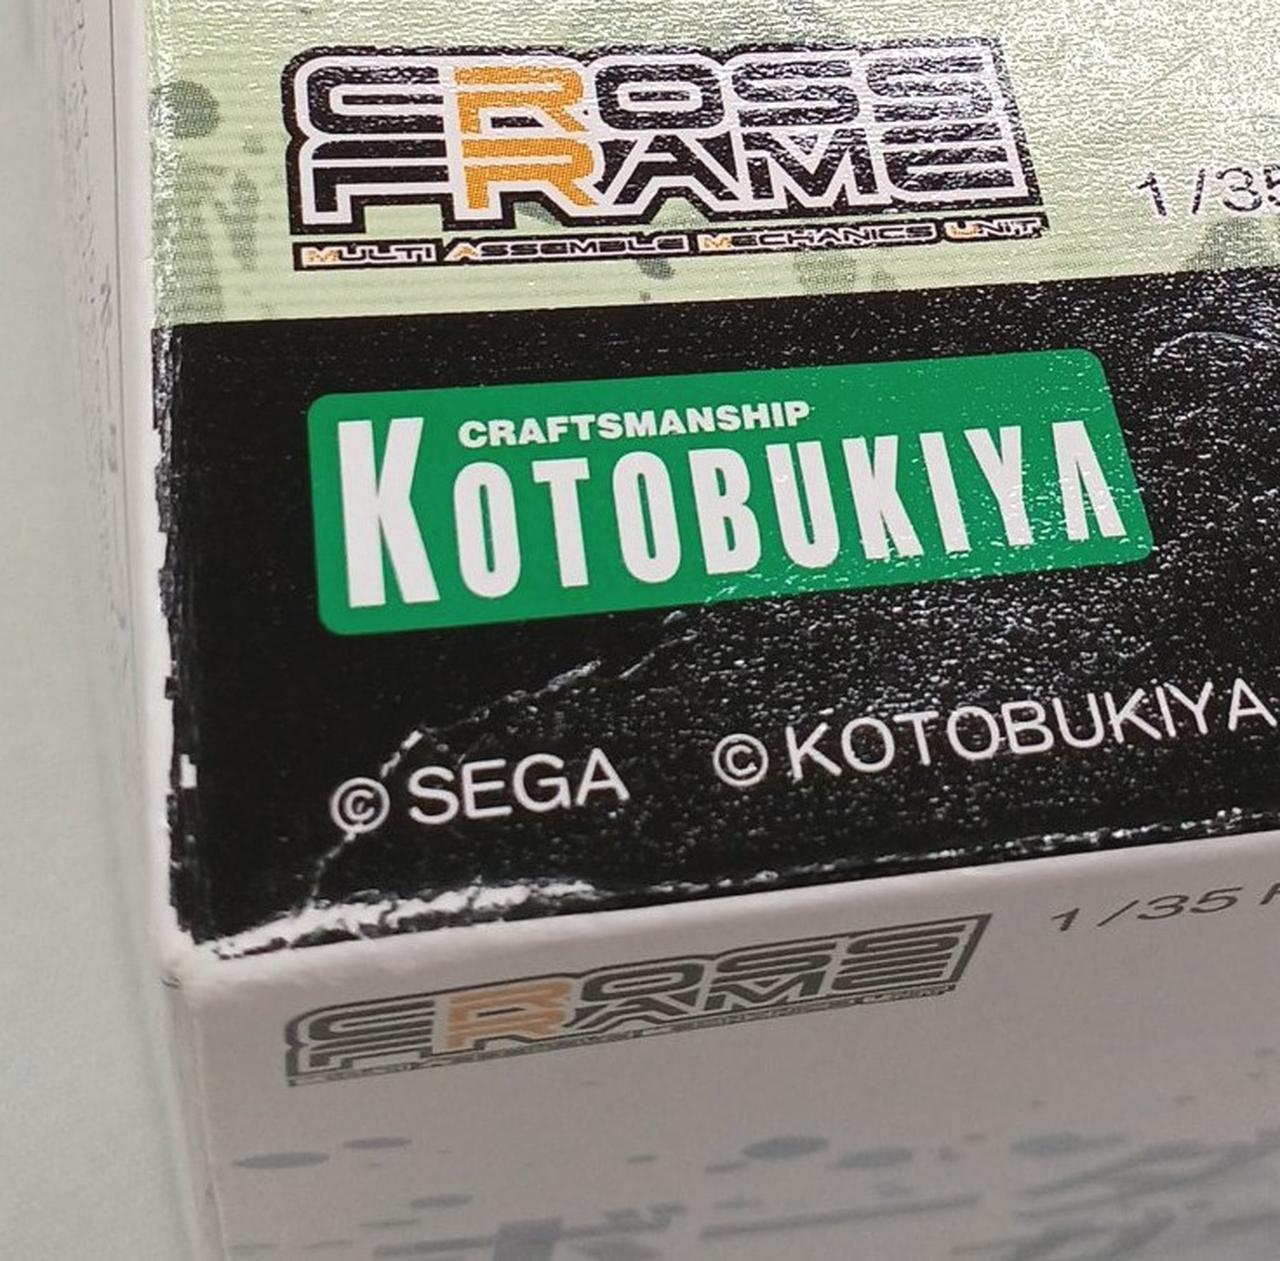 CROSS
FRAME
MULTI ASSEMBLE MECHANICS UNIT
1/35
CRAFTSMANSHIP
KOTOBUKIYA
© SEGA © KOTOBUKIYA
CROSS
FRAME
1/35